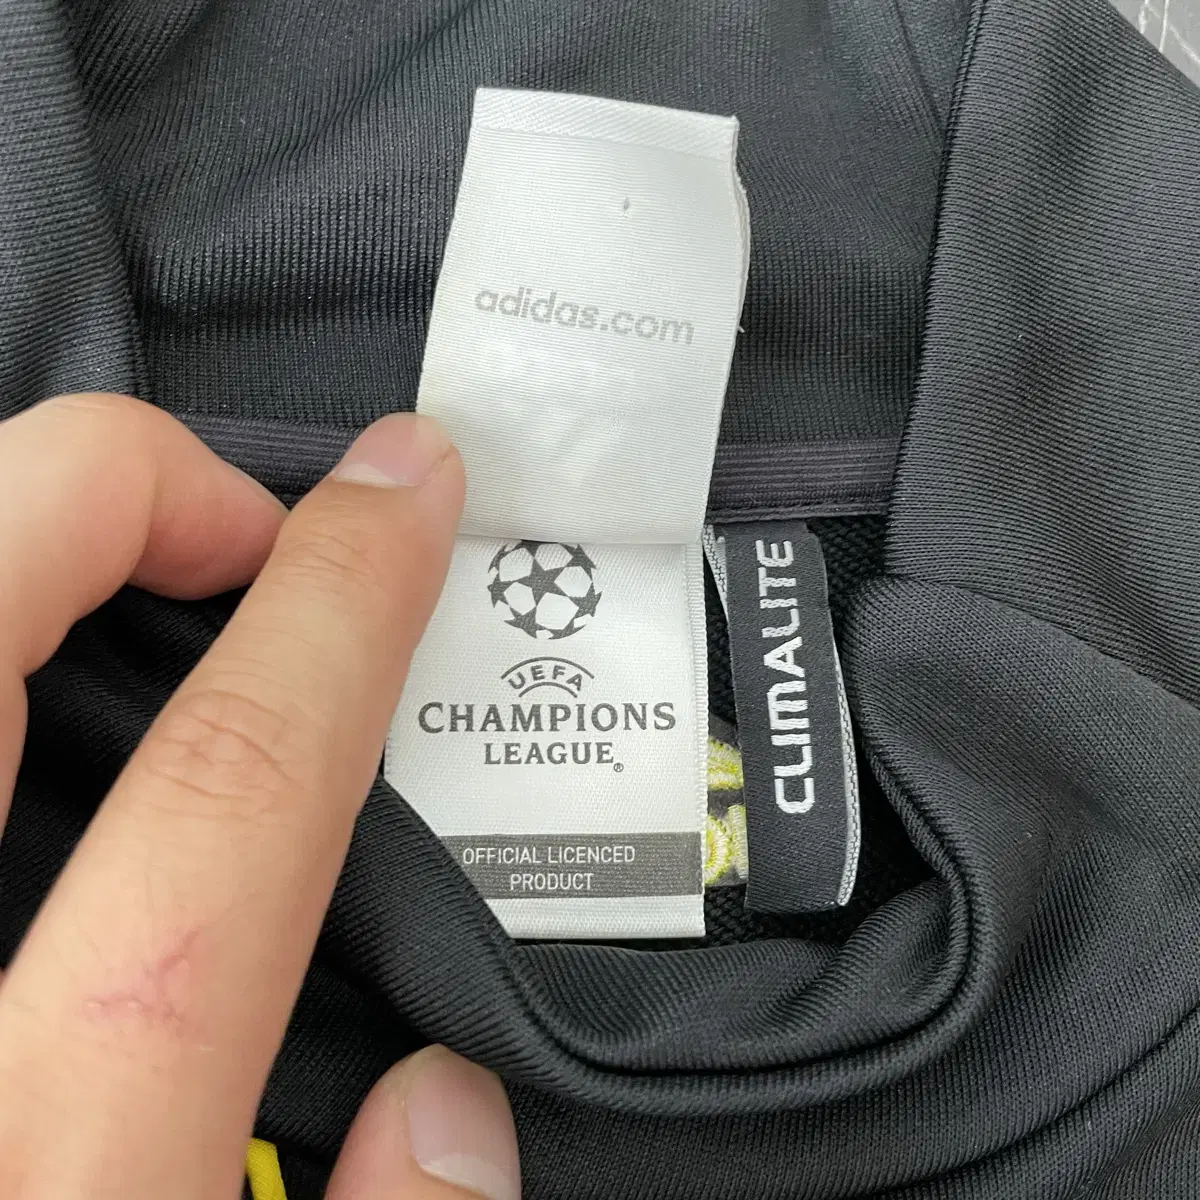 adidas.com
UEFA
CHAMPIONS
LEAGUE®
OFFICIAL LICENCED
PRODUCT
CLIMALITE